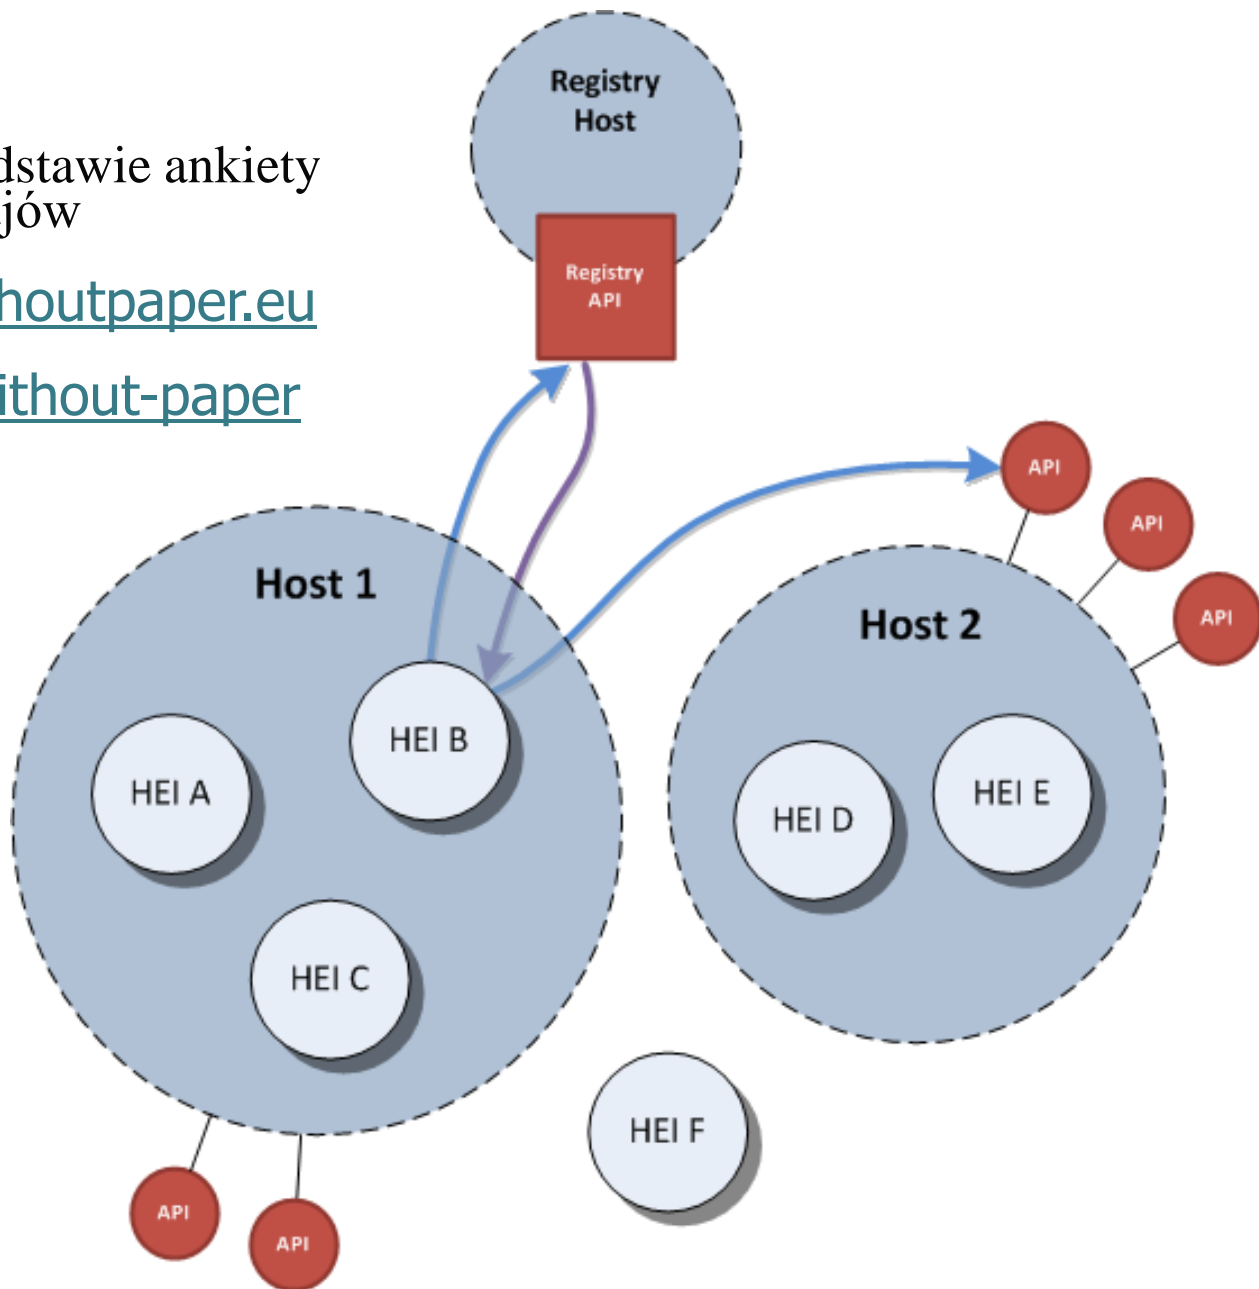 Registry
Host
dstawie ankiety
jów
houtpaper.eu
ithout-paper
Registry
API
API
API
API
Host 1
Host 2
HEI B
HEI A
HEI E
HEI D
HEI C
HEI F
API
API